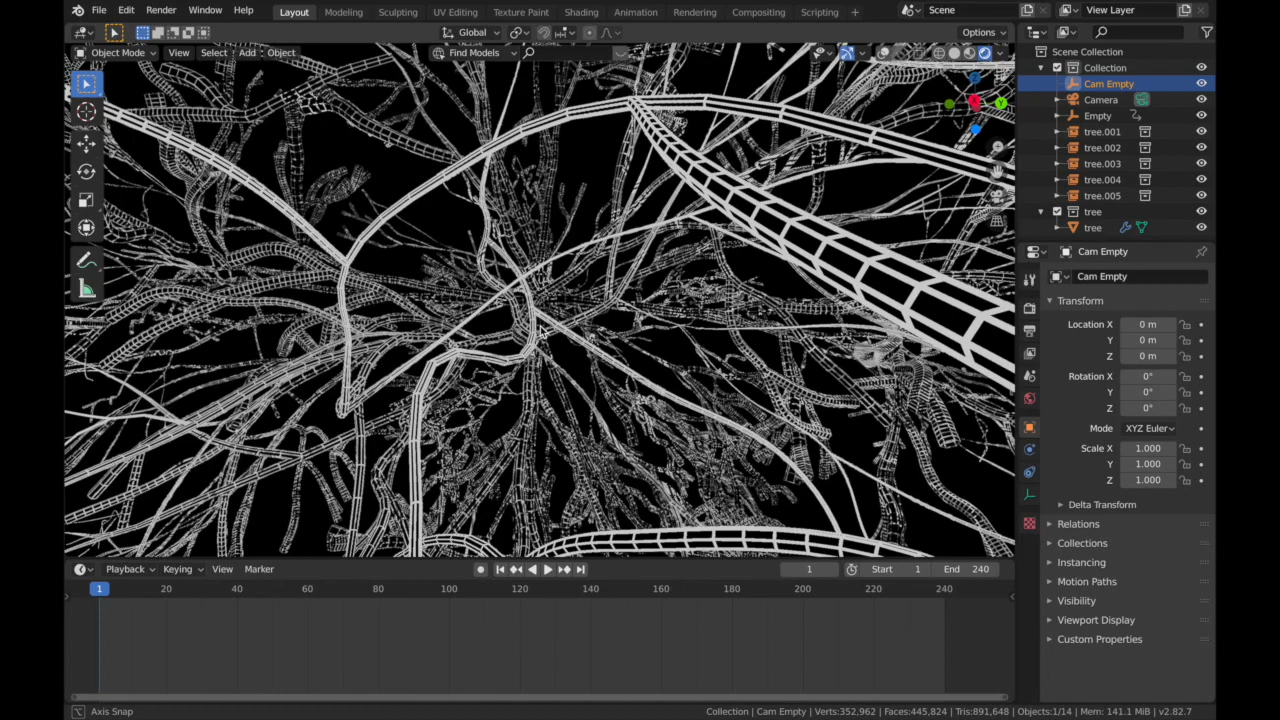 File Edit Render Window Help Layout Modeling Sculpting UV Editing Texture Paint Shading Animation Rendering Compositing Scripting + Scene View Layer
Global Options
Object Mode View Select Add Object Find Models
Scene Collection
Collection
Cam Empty
Camera
Empty
tree.001
tree.002
tree.003
tree.004
tree.005
tree
tree
Cam Empty
Cam Empty
Transform
Location X 0 m
Y 0 m
Z 0 m
Rotation X 0°
Y 0°
Z 0°
Mode XYZ Euler
Scale X 1.000
Y 1.000
Z 1.000
Delta Transform
Relations
Collections
Instancing
Motion Paths
Visibility
Viewport Display
Custom Properties
Playback Keying View Marker 1 Start 1 End 240
1 20 40 60 80 100 120 140 160 180 200 220 240
Axis Snap Collection | Cam Empty | Verts:352,962 | Faces:445,824 | Tris:891,648 | Objects:1/14 | Mem: 141.1 MiB | v2.82.7